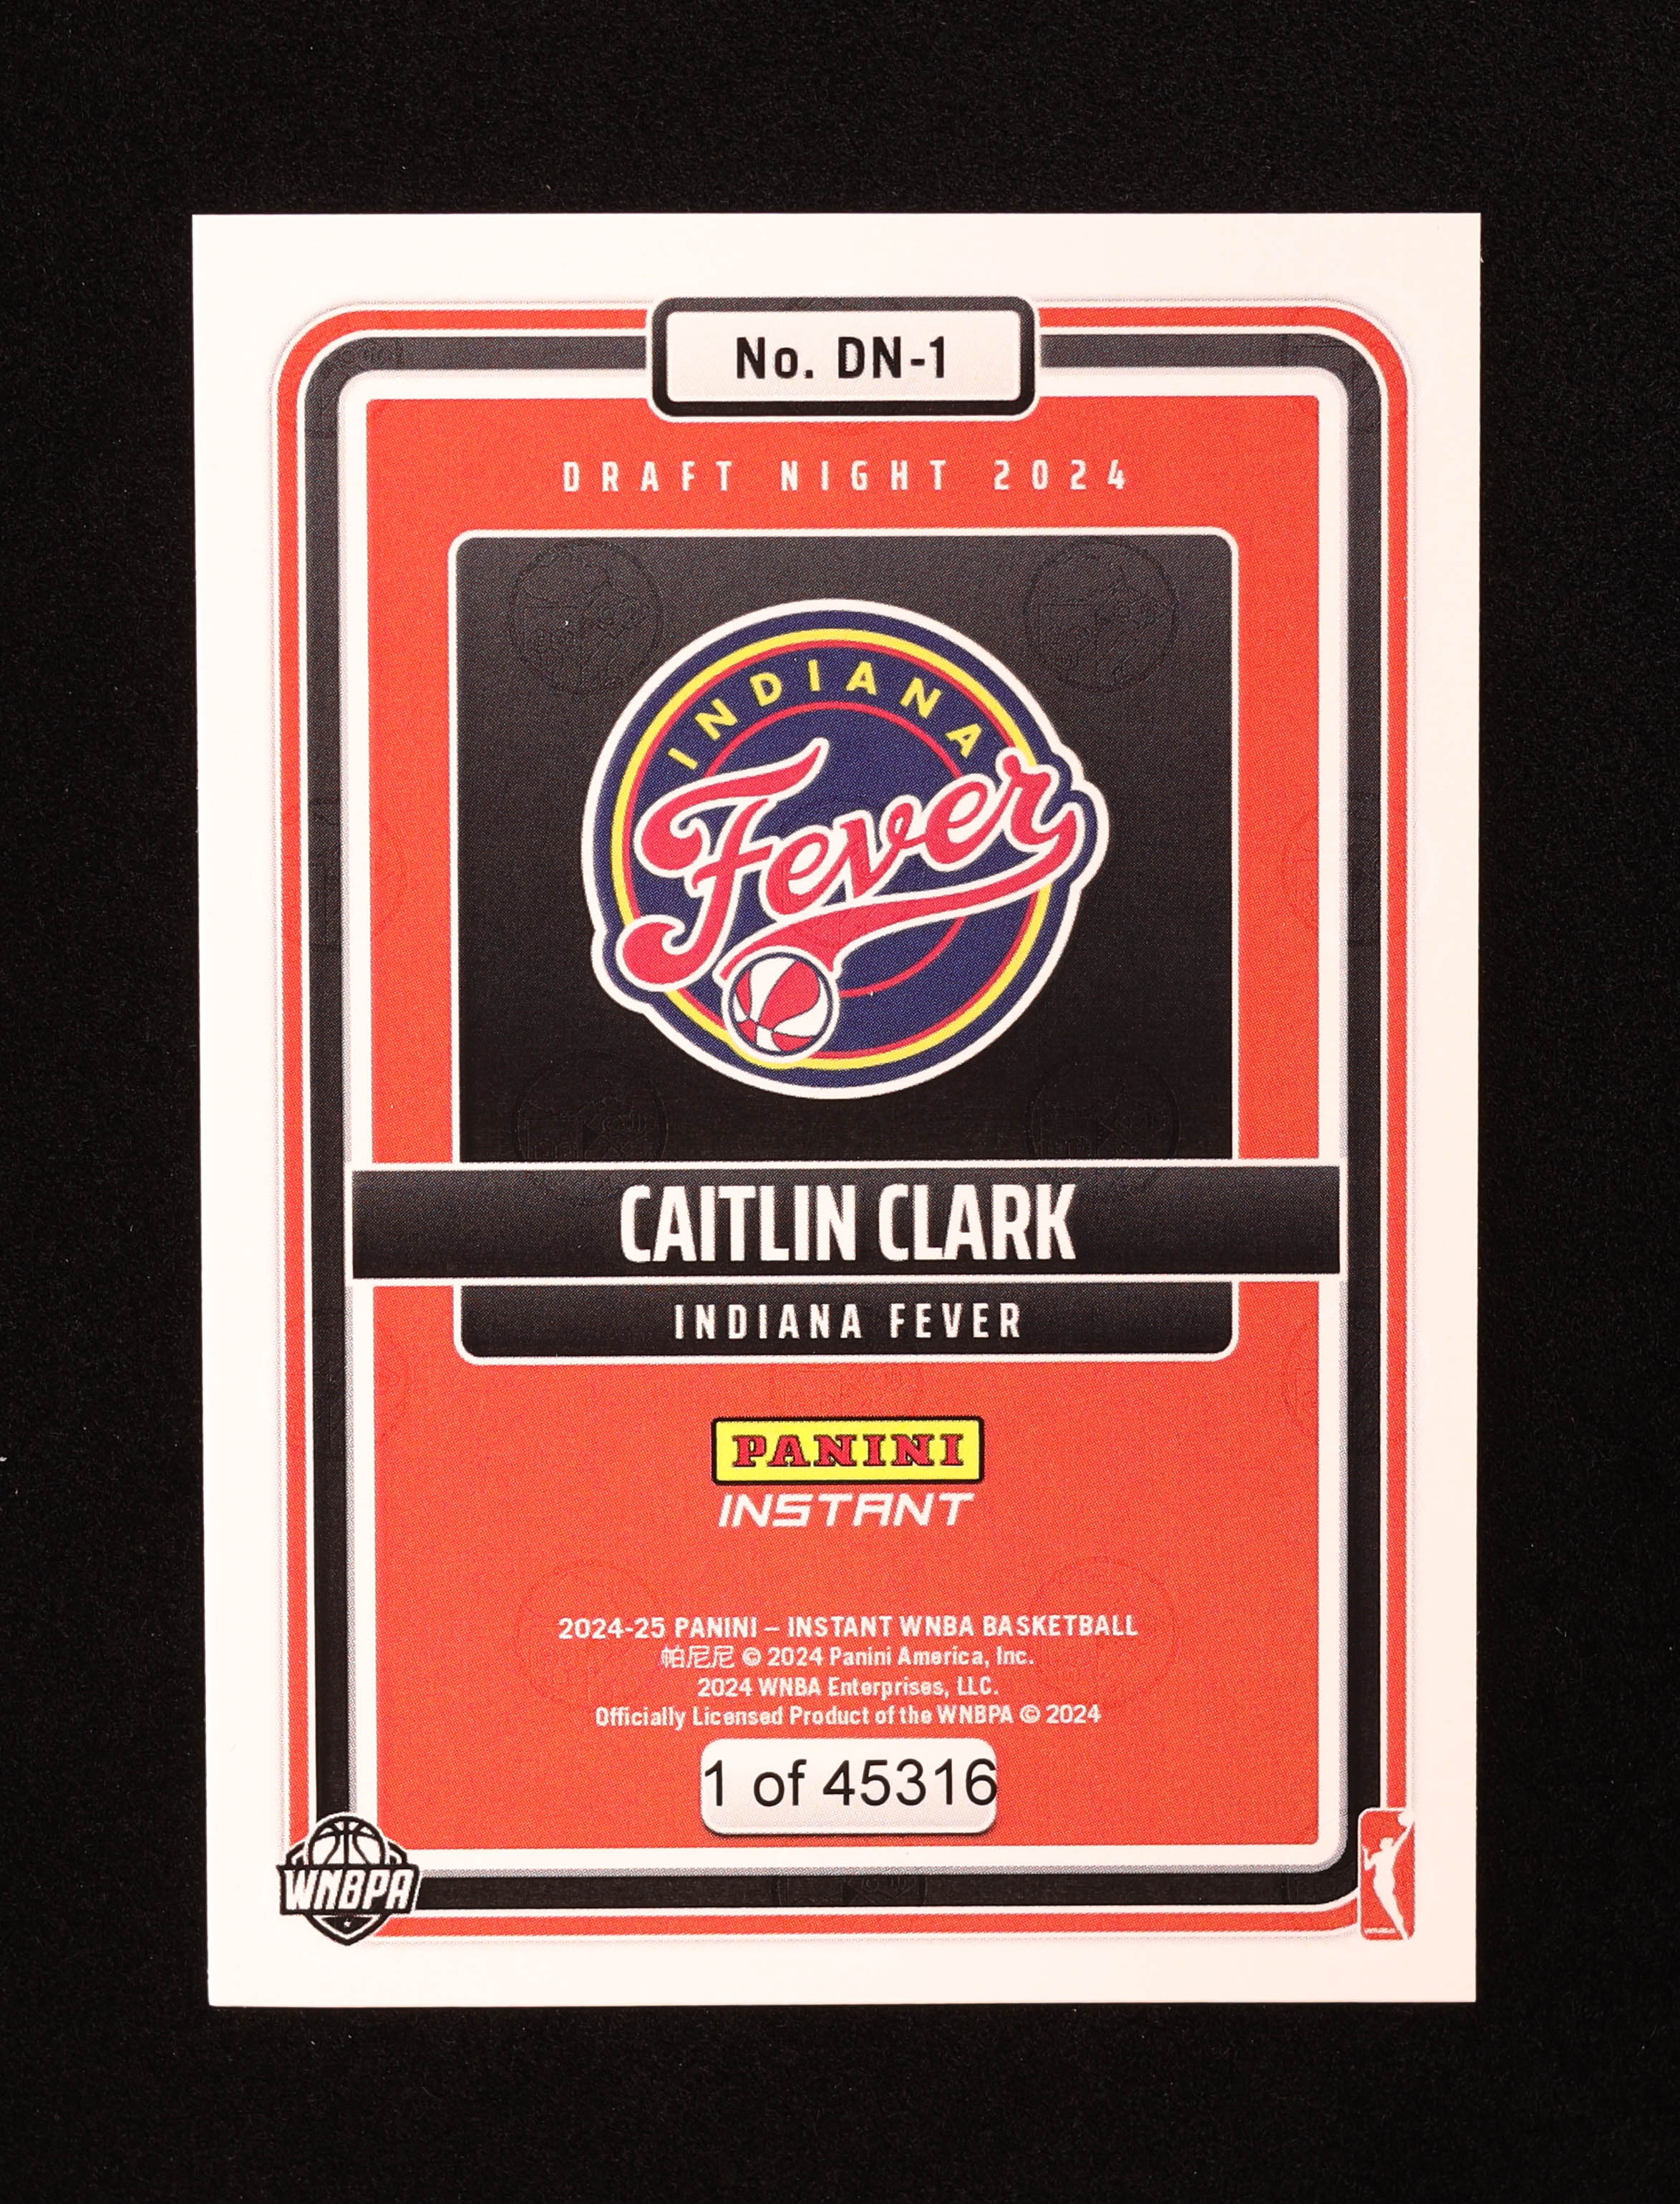 No. DN-1
DRAFT NIGHT 2024
INDIANA
Fever
CAITLIN CLARK
INDIANA FEVER
PANINI
INSTANT
2024-25 PANINI – INSTANT WNBA BASKETBALL
帕尼尼 © 2024 Panini America, Inc.
2024 WNBA Enterprises, LLC.
Officially Licensed Product of the WNBPA © 2024
1 of 45316
WNBPA